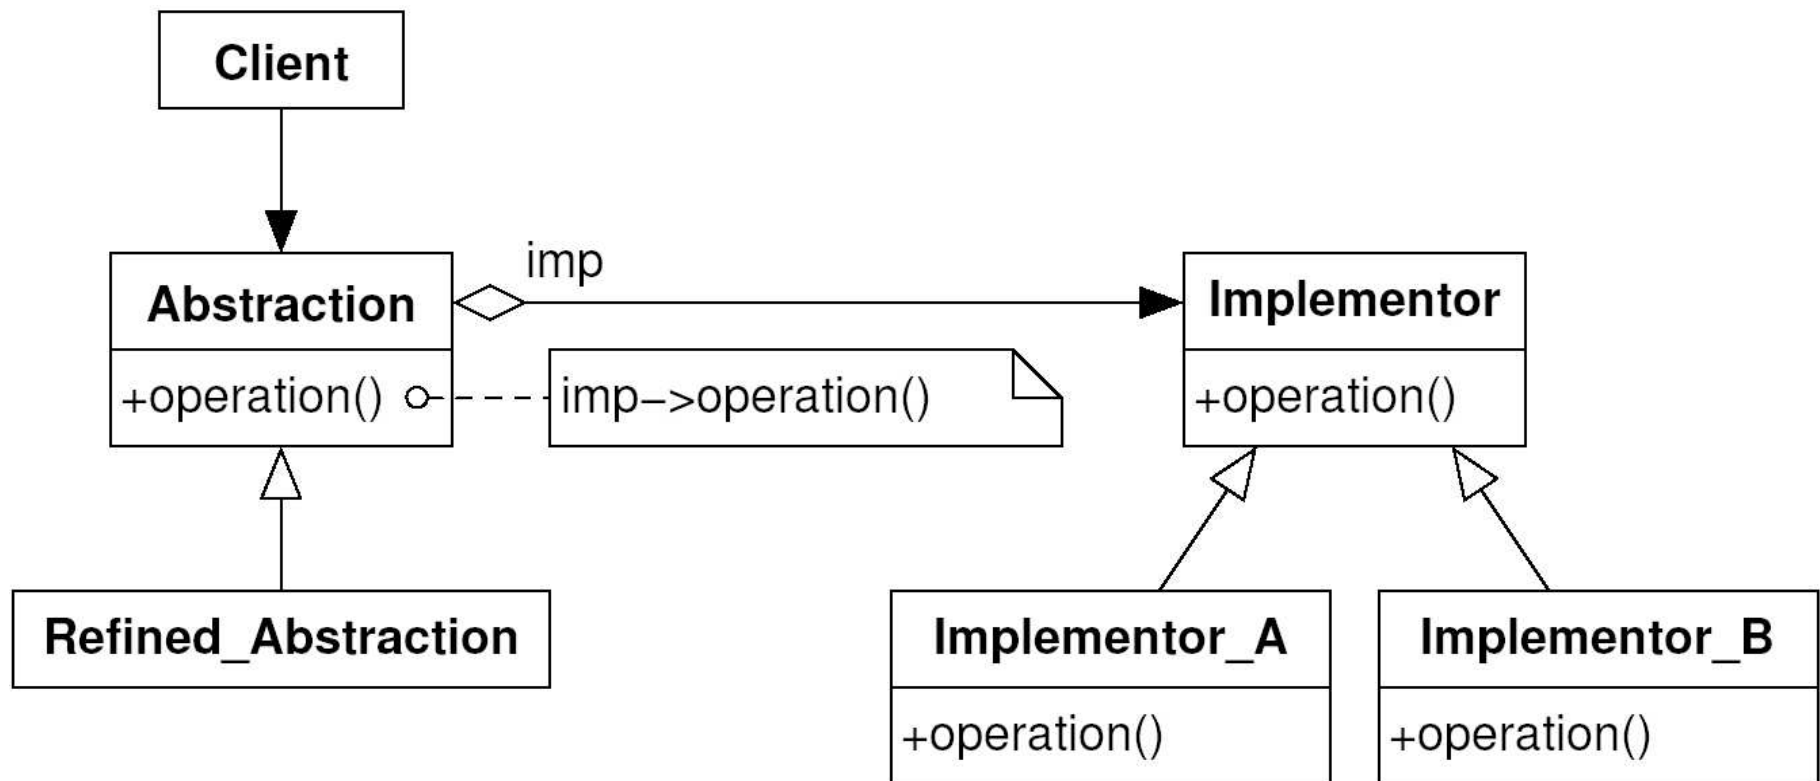 Client
imp
Abstraction
Implementor
+operation()
imp–>operation()
+operation()
Refined_Abstraction
Implementor_A
Implementor_B
+operation()
+operation()